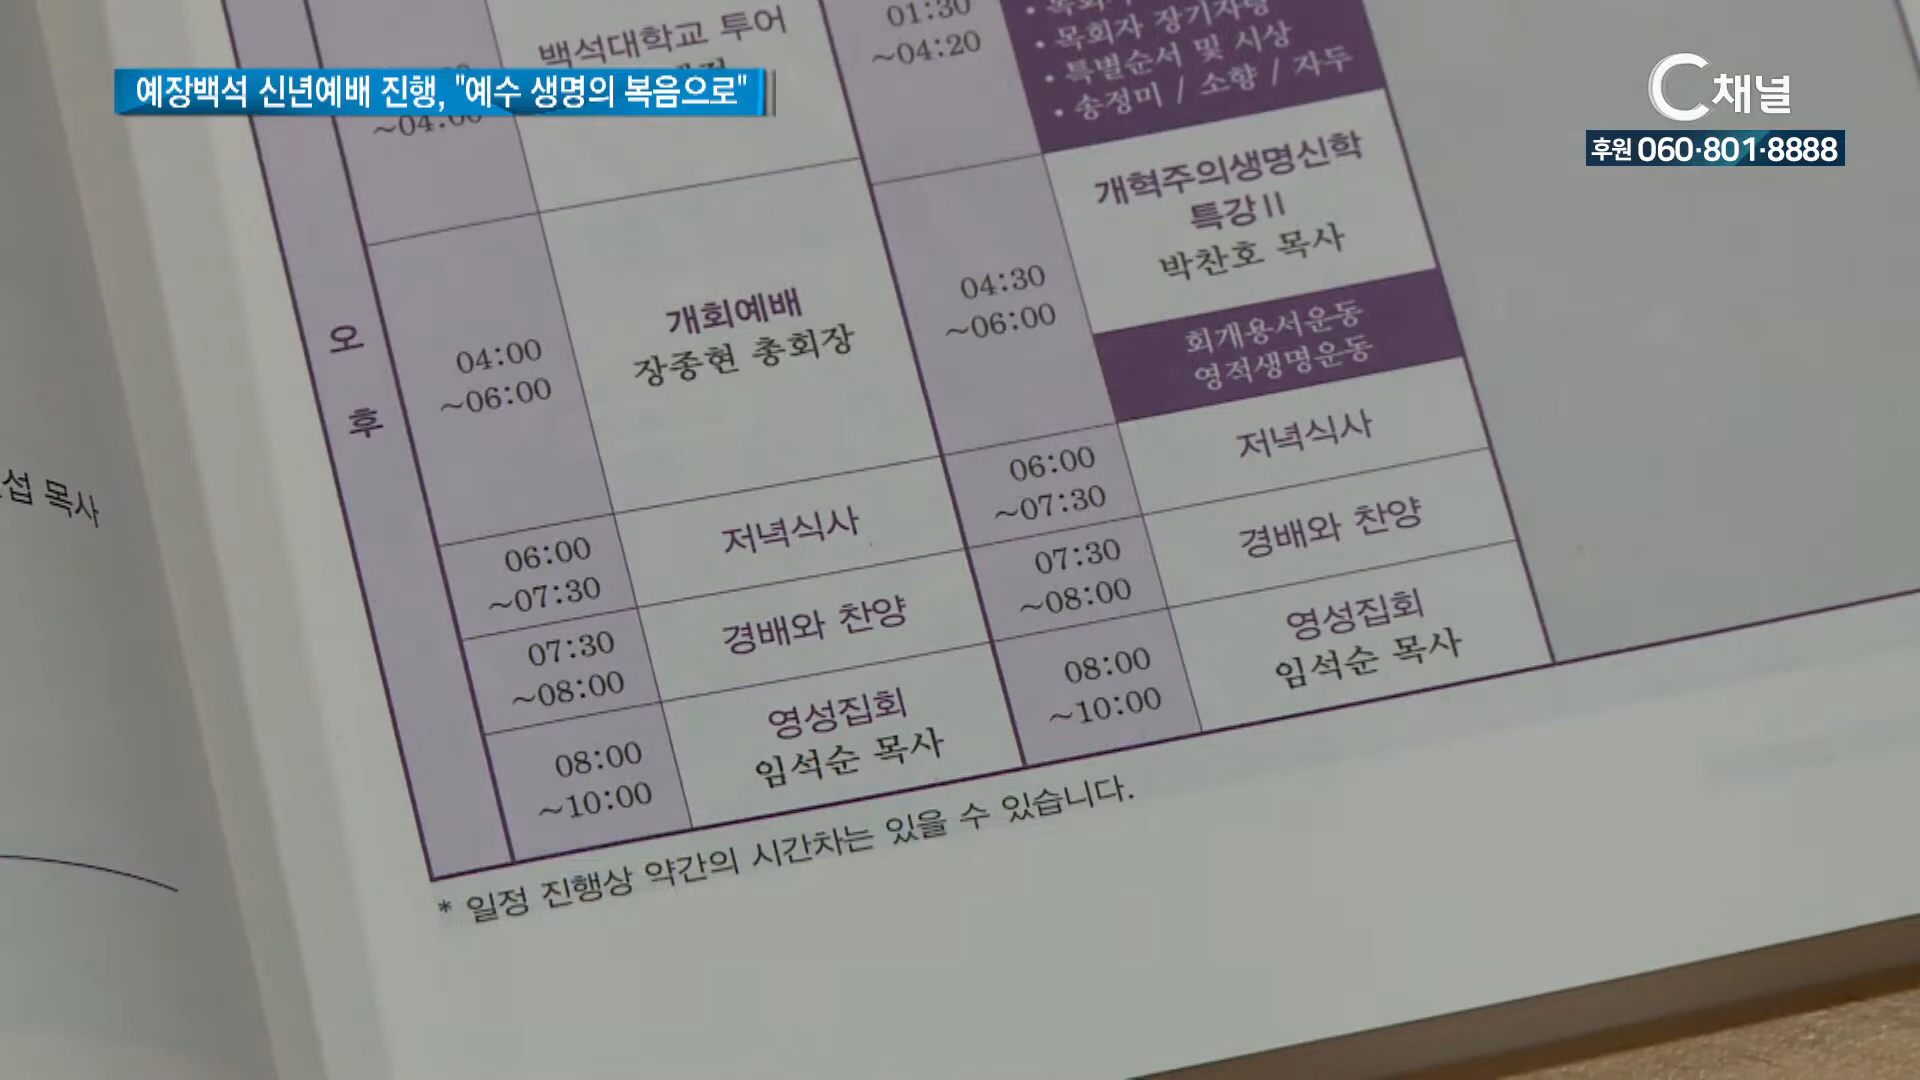 예장백석 신년예배 진행, "예수 생명의 복음으로"
C채널
후원 060·801·8888
섭 목사
오
후
백석대학교 투어
~04:00
04:00
~06:00
개회예배
장종현 총회장
06:00
~07:30
저녁식사
07:30
~08:00
경배와 찬양
08:00
~10:00
영성집회
임석순 목사
01:30
~04:20
• 목회자 장기자랑
• 특별순서 및 시상
• 송정미 / 소향 / 자두
04:30
~06:00
개혁주의생명신학
특강Ⅱ
박찬호 목사
회개용서운동
영적생명운동
06:00
~07:30
저녁식사
07:30
~08:00
경배와 찬양
08:00
~10:00
영성집회
임석순 목사
* 일정 진행상 약간의 시간차는 있을 수 있습니다.